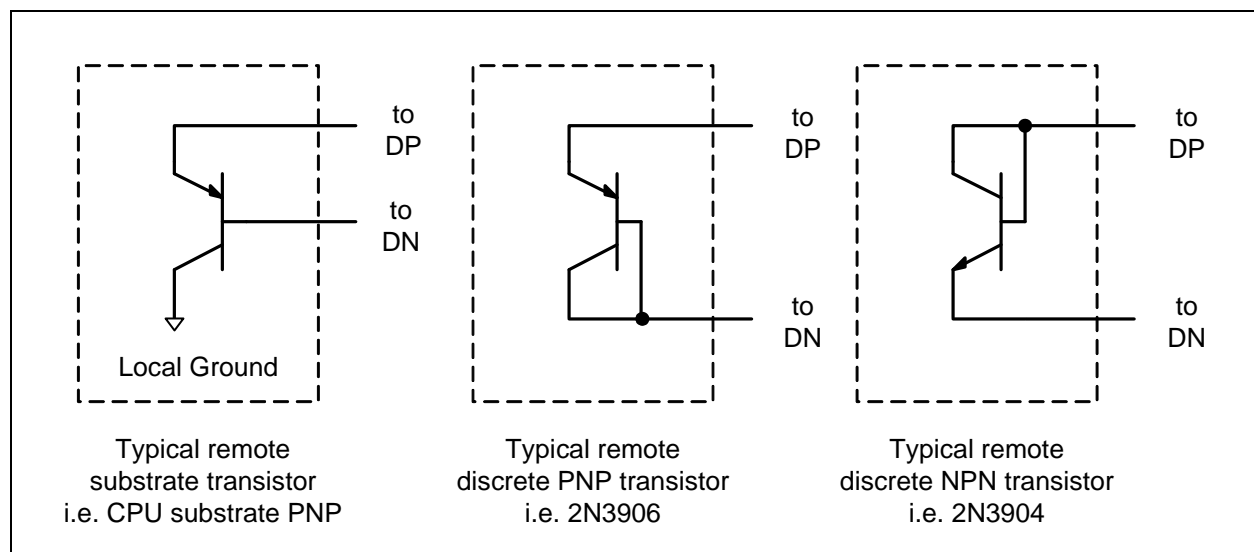 to
DP
to
DN
Local Ground
Typical remote
substrate transistor
i.e. CPU substrate PNP
to
DP
to
DN
Typical remote
discrete PNP transistor
i.e. 2N3906
to
DP
to
DN
Typical remote
discrete NPN transistor
i.e. 2N3904